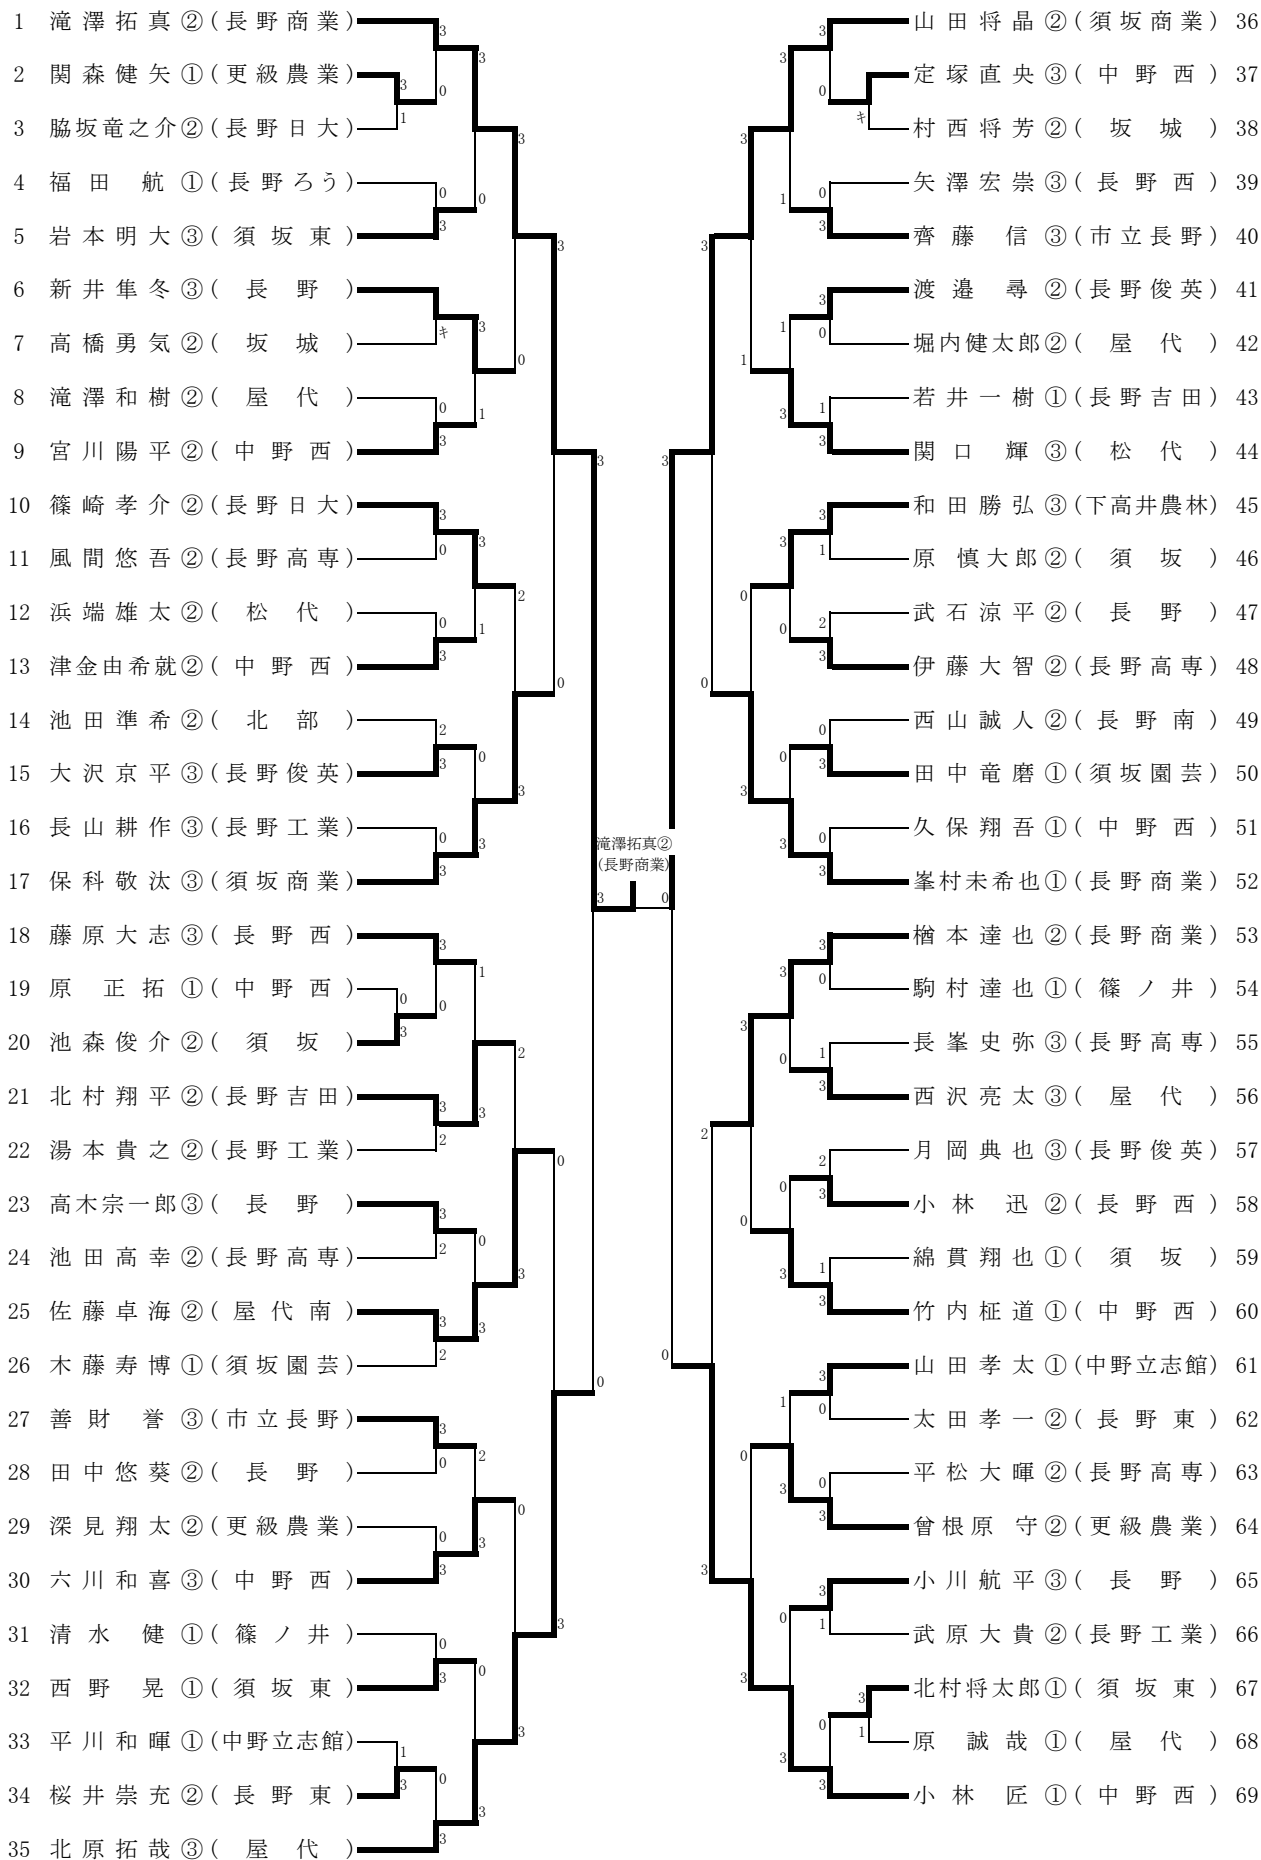 1 滝澤拓真②(長野商業)
2 関森健矢①(更級農業)
3 脇坂竜之介②(長野日大)
4 福田 航①(長野ろう)
5 岩本明大③(須坂東)
6 新井隼冬③(長野)
7 高橋勇気②(坂城)
8 滝澤和樹②(屋代)
9 宮川陽平②(中野西)
10 篠崎孝介②(長野日大)
11 風間悠吾②(長野高専)
12 浜端雄太②(松代)
13 津金由希就②(中野西)
14 池田準希②(北部)
15 大沢京平③(長野俊英)
16 長山耕作③(長野工業)
17 保科敬汰③(須坂商業)
18 藤原大志③(長野西)
19 原 正拓①(中野西)
20 池森俊介②(須坂)
21 北村翔平②(長野吉田)
22 湯本貴之②(長野工業)
23 高木宗一郎③(長野)
24 池田高幸②(長野高専)
25 佐藤卓海②(屋代南)
26 木藤寿博①(須坂園芸)
27 善財 誉③(市立長野)
28 田中悠葵②(長野)
29 深見翔太②(更級農業)
30 六川和喜③(中野西)
31 清水 健①(篠ノ井)
32 西野 晃①(須坂東)
33 平川和暉①(中野立志館)
34 桜井崇充②(長野東)
35 北原拓哉③(屋代)
滝澤拓真②
(長野商業)
山田将晶②(須坂商業) 36
定塚直央③(中野西) 37
村西将芳②(坂城) 38
矢澤宏崇③(長野西) 39
齊藤 信③(市立長野) 40
渡邉 尋②(長野俊英) 41
堀内健太郎②(屋代) 42
若井一樹①(長野吉田) 43
関口 輝③(松代) 44
和田勝弘③(下高井農林) 45
原 慎太郎②(須坂) 46
武石涼平②(長野) 47
伊藤大智②(長野高専) 48
西山誠人②(長野南) 49
田中竜磨①(須坂園芸) 50
久保翔吾①(中野西) 51
峯村未希也①(長野商業) 52
楢本達也②(長野商業) 53
駒村達也①(篠ノ井) 54
長峯史弥③(長野高専) 55
西沢亮太③(屋代) 56
月岡典也③(長野俊英) 57
小林 迅②(長野西) 58
綿貫翔也①(須坂) 59
竹内柾道①(中野西) 60
山田孝太①(中野立志館) 61
太田孝一②(長野東) 62
平松大暉②(長野高専) 63
曾根原 守②(更級農業) 64
小川航平③(長野) 65
武原大貴②(長野工業) 66
北村将太郎①(須坂東) 67
原 誠哉①(屋代) 68
小林 匠①(中野西) 69